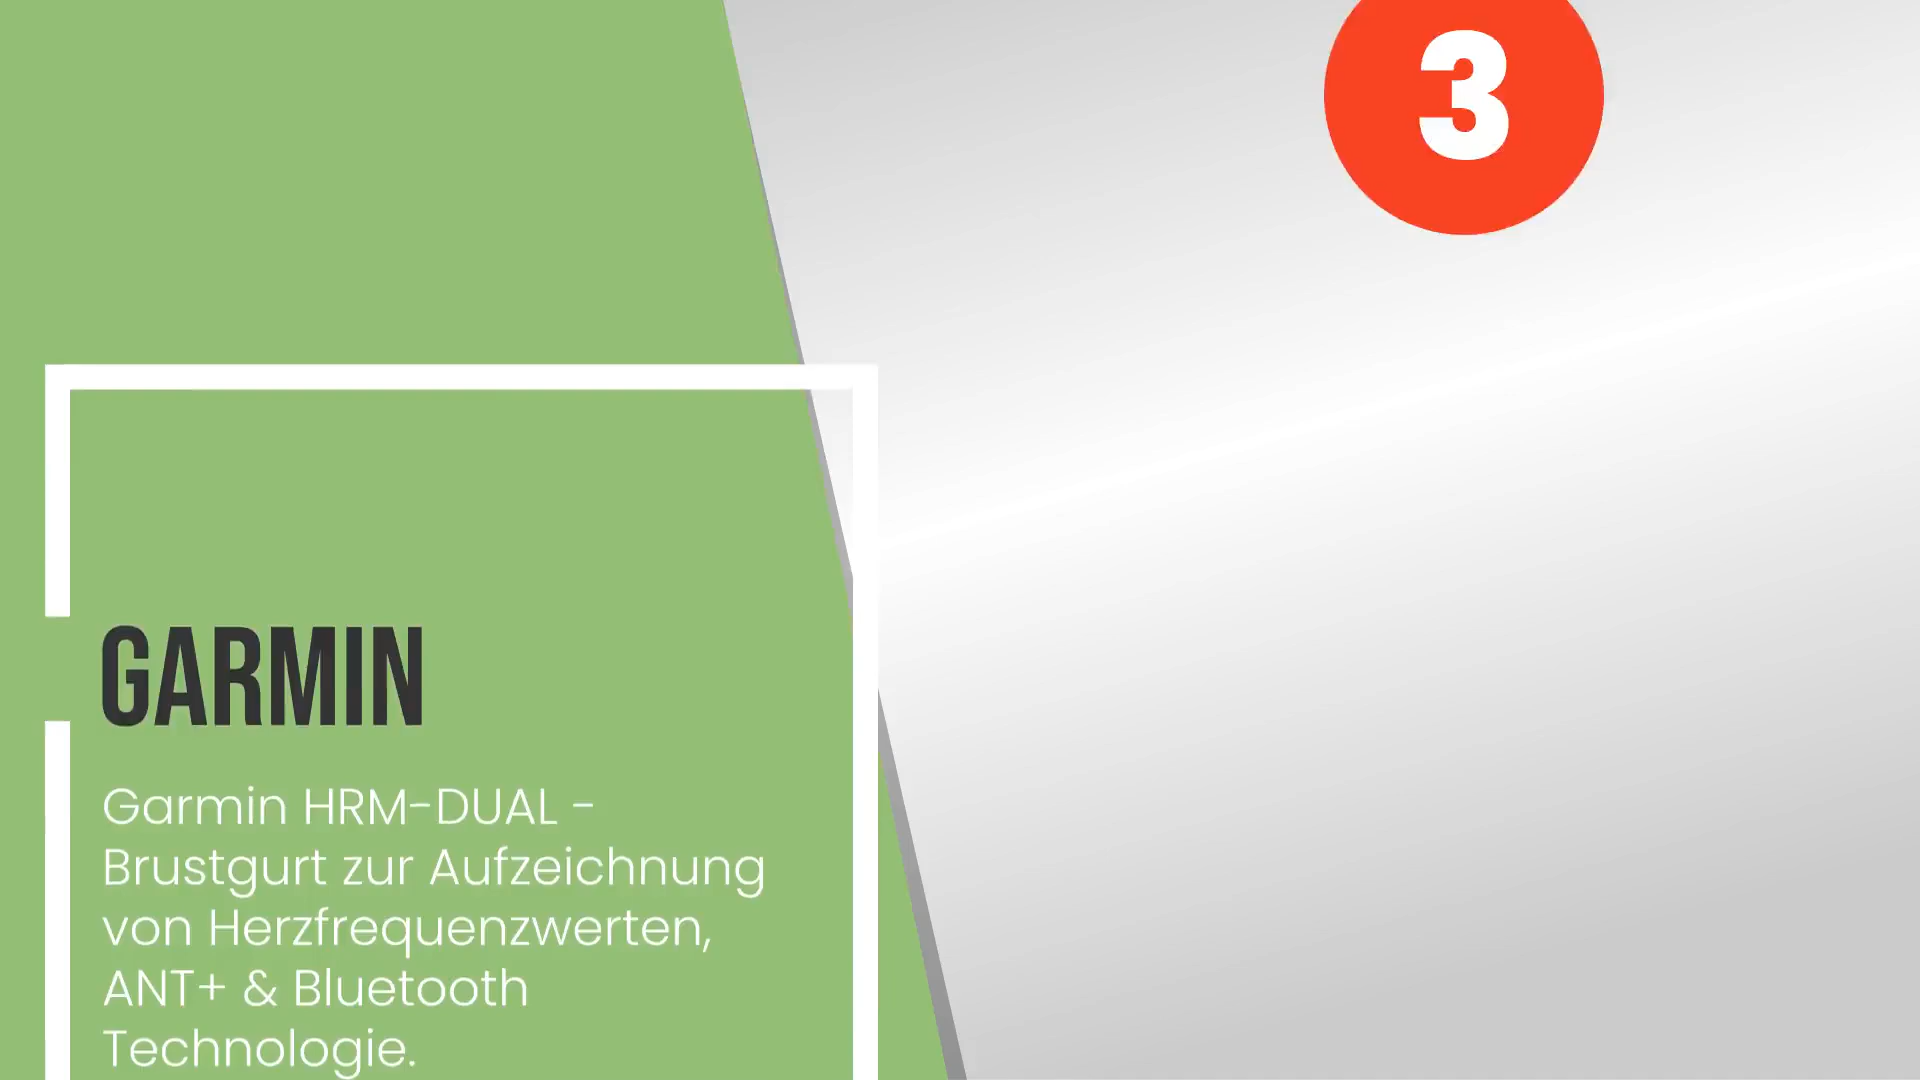 3
GARMIN
Garmin HRM-DUAL -
Brustgurt zur Aufzeichnung
von Herzfrequenzwerten,
ANT+ & Bluetooth
Technologie.